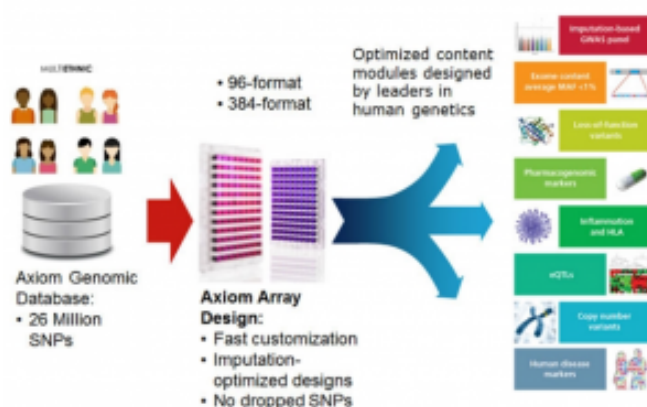 MULTIETHNIC
Axiom Genomic
Database:
• 26 Million
SNPs
• 96-format
• 384-format
Axiom Array
Design:
• Fast customization
• Imputation-
optimized designs
• No dropped SNPs
Optimized content
modules designed
by leaders in
human genetics
Imputation-based
GWAS panel
Exome content
average MAF <1%
Loss-of-function
variants
Pharmacogenomic
markers
Inflammation
and HLA
eQTLs
Copy number
variants
Human disease
markers